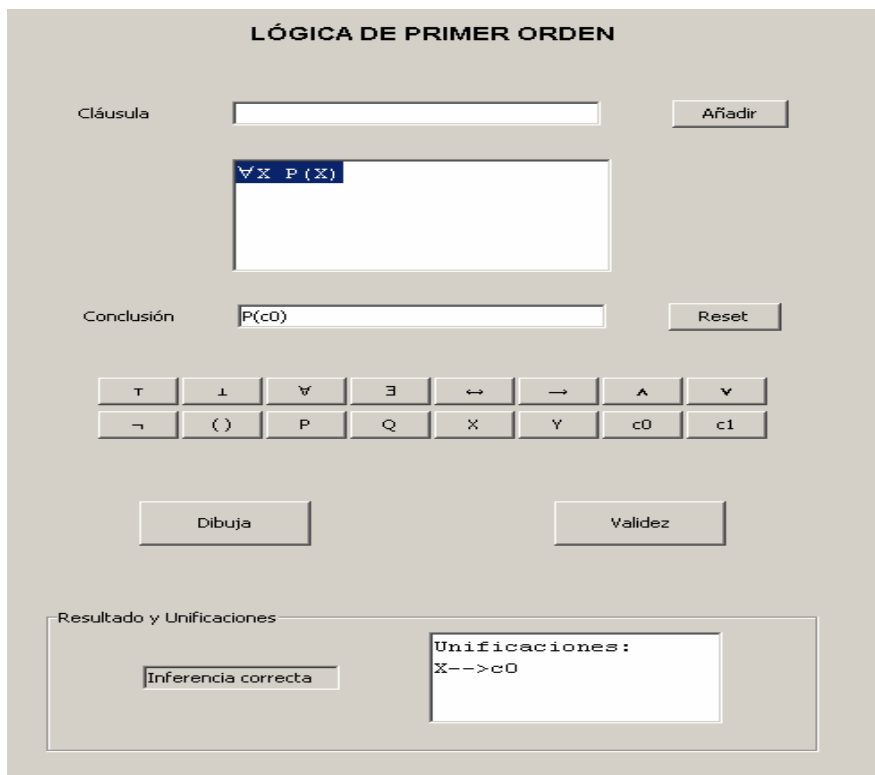 LÓGICA DE PRIMER ORDEN
Cláusula
Añadir
∀X P(X)
Conclusión
P(c0)
Reset
⊤ ⊥ ∀ ∃ ↔ → ∧ ∨
¬ () P Q X Y c0 c1
Dibuja
Validez
Resultado y Unificaciones
Unificaciones:
Inferencia correcta
X-->c0